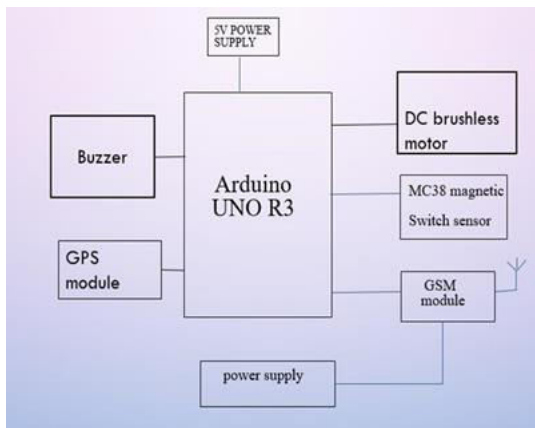 5V POWER
SUPPLY
DC brushless
motor
Buzzer
Arduino
UNO R3
MC38 magnetic
Switch sensor
GPS
module
GSM
module
power supply